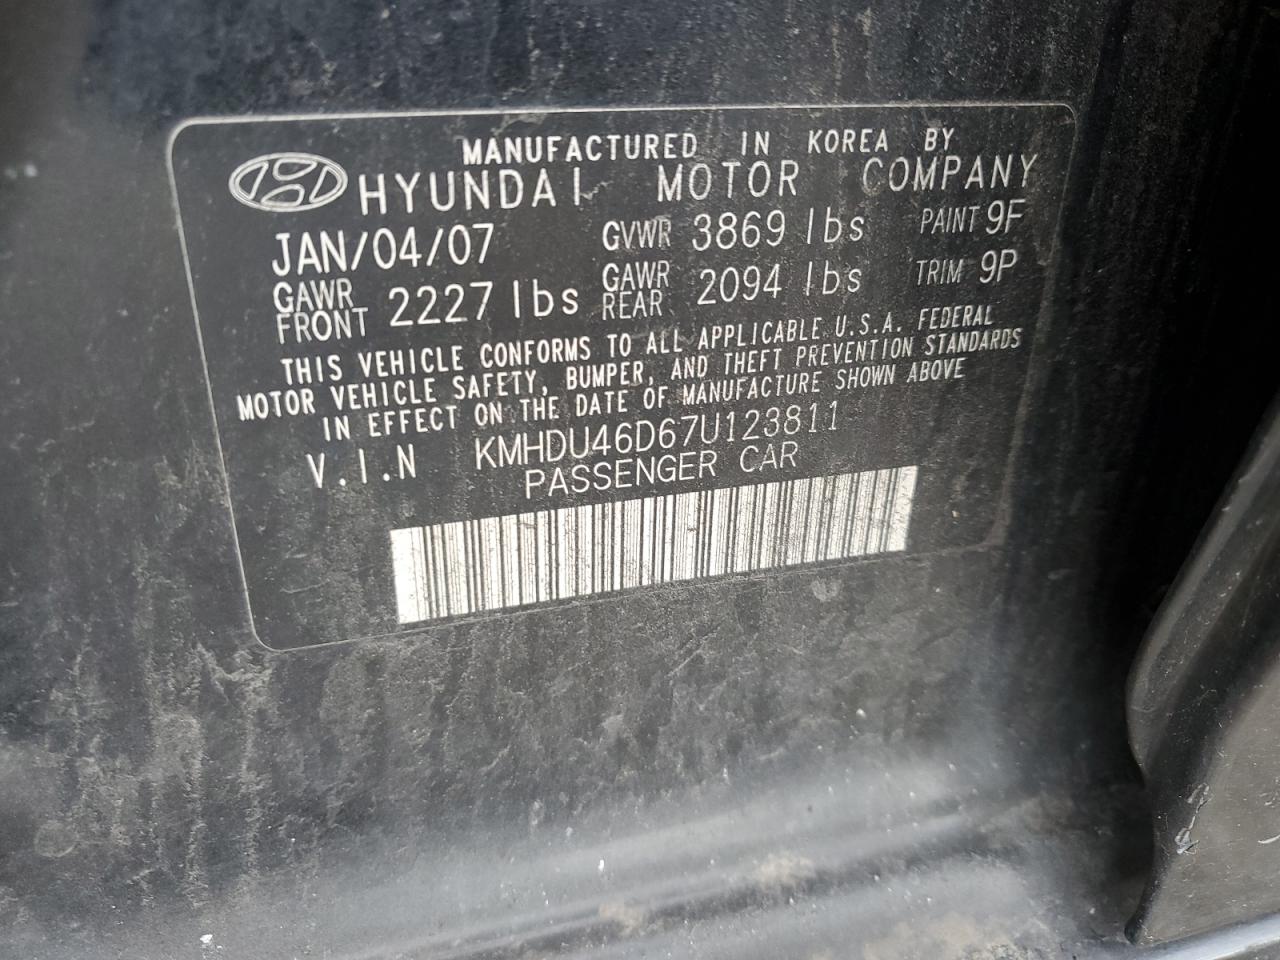 MANUFACTURED IN KOREA BY
HYUNDAI MOTOR COMPANY
JAN/04/07 GVWR 3869 lbs PAINT 9F
GAWR FRONT 2227 lbs GAWR REAR 2094 lbs TRIM 9P
THIS VEHICLE CONFORMS TO ALL APPLICABLE U.S.A. FEDERAL
MOTOR VEHICLE SAFETY, BUMPER, AND THEFT PREVENTION STANDARDS
IN EFFECT ON THE DATE OF MANUFACTURE SHOWN ABOVE
V.I.N KMHDU46D67U123811
PASSENGER CAR